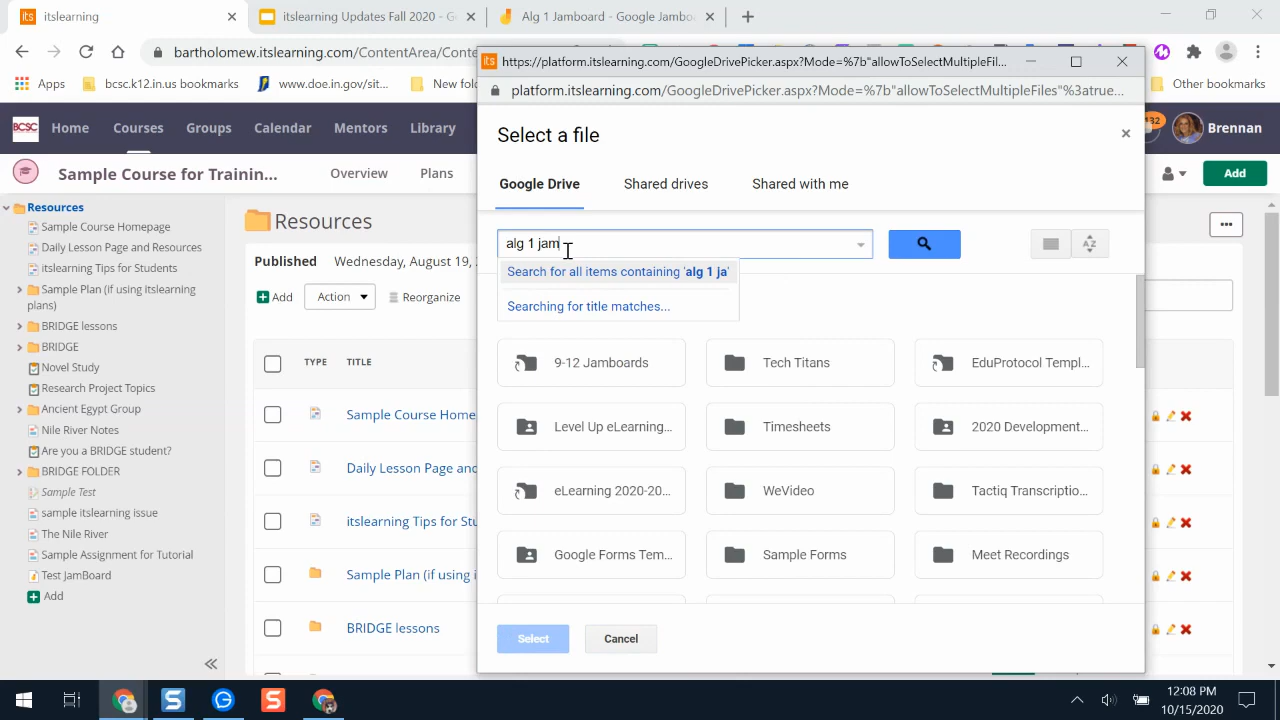 itslearning
itslearning Updates Fall 2020 - G
Alg 1 Jamboard - Google Jambo
bartholomew.itslearning.com/ContentArea/Conte
Apps
bcsc.k12.in.us bookmarks
www.doe.in.gov/sit...
New fol
Other bookmarks
its
https://platform.itslearning.com/GoogleDrivePicker.aspx?Mode=%7b"allowToSelectMultipleFiles"...
platform.itslearning.com/GoogleDrivePicker.aspx?Mode=%7b"allowToSelectMultipleFiles"%3atrue...
BCSC
Home
Courses
Groups
Calendar
Mentors
Library
132
Brennan
Sample Course for Trainin...
Overview
Plans
Add
Select a file
Google Drive
Shared drives
Shared with me
alg 1 jam
Search for all items containing 'alg 1 ja'
Searching for title matches...
9-12 Jamboards
Tech Titans
EduProtocol Templ...
Level Up eLearning...
Timesheets
2020 Development...
eLearning 2020-20...
WeVideo
Tactiq Transcriptio...
Google Forms Tem...
Sample Forms
Meet Recordings
Select
Cancel
Resources
Sample Course Homepage
Daily Lesson Page and Resources
itslearning Tips for Students
Sample Plan (if using itslearning
plans)
BRIDGE lessons
BRIDGE
Novel Study
Research Project Topics
Ancient Egypt Group
Nile River Notes
Are you a BRIDGE student?
BRIDGE FOLDER
Sample Test
sample itslearning issue
The Nile River
Sample Assignment for Tutorial
Test JamBoard
Add
Resources
Published
Wednesday, August 19, 2
Add
Action
Reorganize
TYPE
TITLE
Sample Course Home
Daily Lesson Page and
itslearning Tips for Stu
Sample Plan (if using i
BRIDGE lessons
12:08 PM
10/15/2020